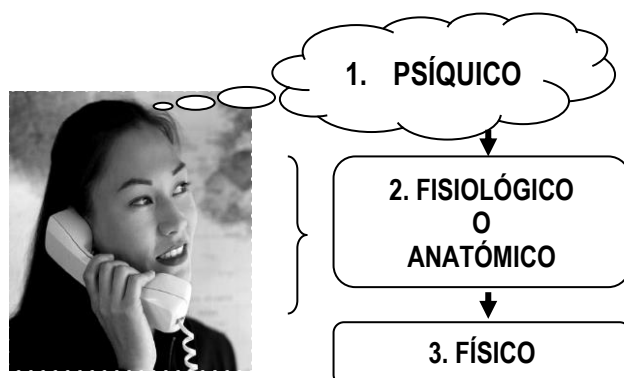 1. PSÍQUICO
2. FISIOLÓGICO
O
ANATÓMICO
3. FÍSICO